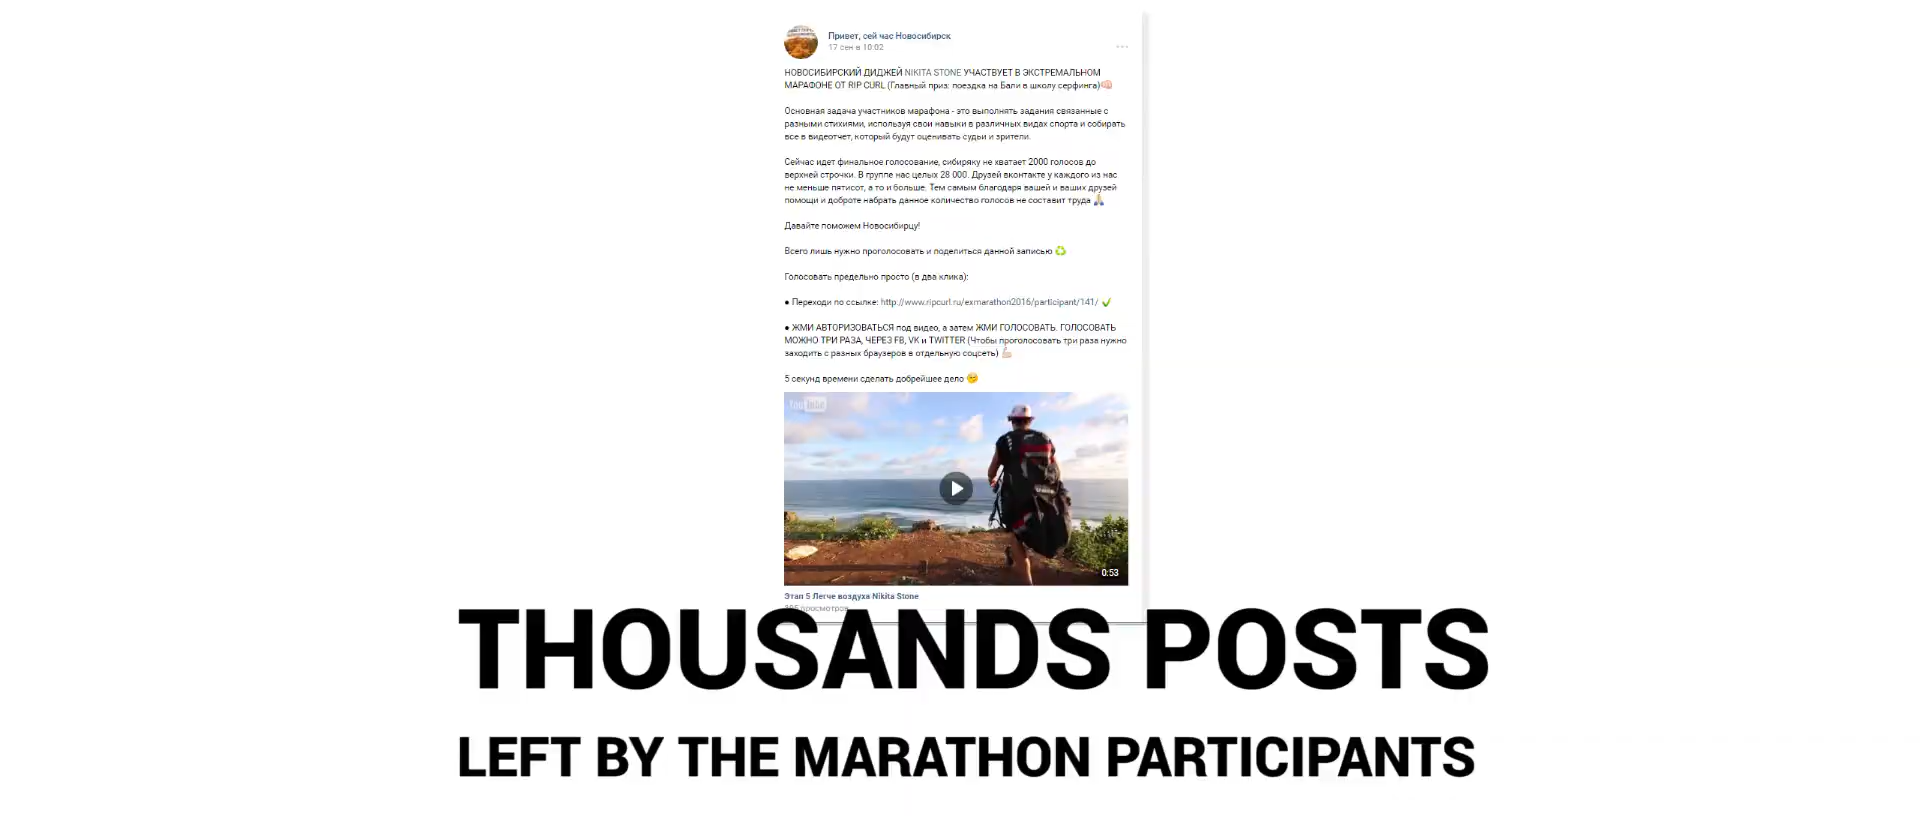 Привет, сей час Новосибирск
17 сен в 10:02
НОВОСИБИРСКИЙ ДИДЖЕЙ NIKITA STONE УЧАСТВУЕТ В ЭКСТРЕМАЛЬНОМ
МАРАФОНЕ ОТ RIP CURL (Главный приз: поездка на Бали в школу серфинга)
Основная задача участников марафона - это выполнять задания связанные с
разными стихиями, используя свои навыки в различных видах спорта и собирать
все в видеотчет, который будут оценивать судьи и зрители.
Сейчас идет финальное голосование, сибиряку не хватает 2000 голосов до
верхней строчки. В группе нас целых 28 000. Друзей вконтакте у каждого из нас
не меньше пятисот, а то и больше. Тем самым благодаря вашей и ваших друзей
помощи и доброте набрать данное количество голосов не составит труда 🙏
Давайте поможем Новосибирцу!
Всего лишь нужно проголосовать и поделиться данной записью ♻
Голосовать предельно просто (в два клика):
● Переходи по ссылке: http://www.ripcurl.ru/exmarathon2016/participant/141/ ✔
● ЖМИ АВТОРИЗОВАТЬСЯ под видео, а затем ЖМИ ГОЛОСОВАТЬ. ГОЛОСОВАТЬ
МОЖНО ТРИ РАЗА, ЧЕРЕЗ FB, VK и TWITTER (Чтобы проголосовать три раза нужно
заходить с разных браузеров в отдельную соцсеть) 💪
5 секунд времени сделать добрейшее дело 😊
YouTube
0:53
Этап 5 Легче воздуха Nikita Stone
просмотров
THOUSANDS POSTS
LEFT BY THE MARATHON PARTICIPANTS